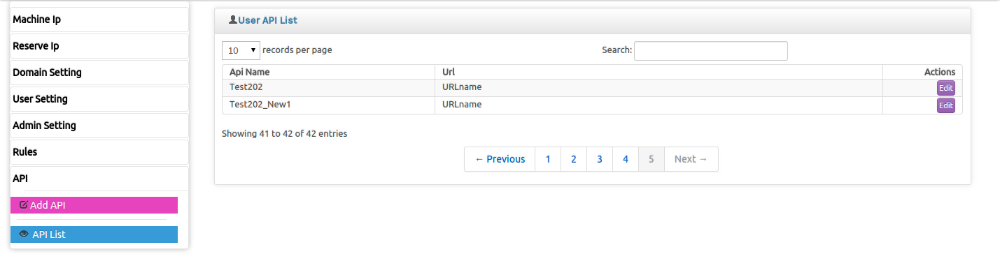 Machine Ip
Reserve Ip
Domain Setting
User Setting
Admin Setting
Rules
API
Add API
API List
User API List
10 records per page Search:
Api Name Url Actions
Test202 URLname Edit
Test202_New1 URLname Edit
Showing 41 to 42 of 42 entries
← Previous 1 2 3 4 5 Next →